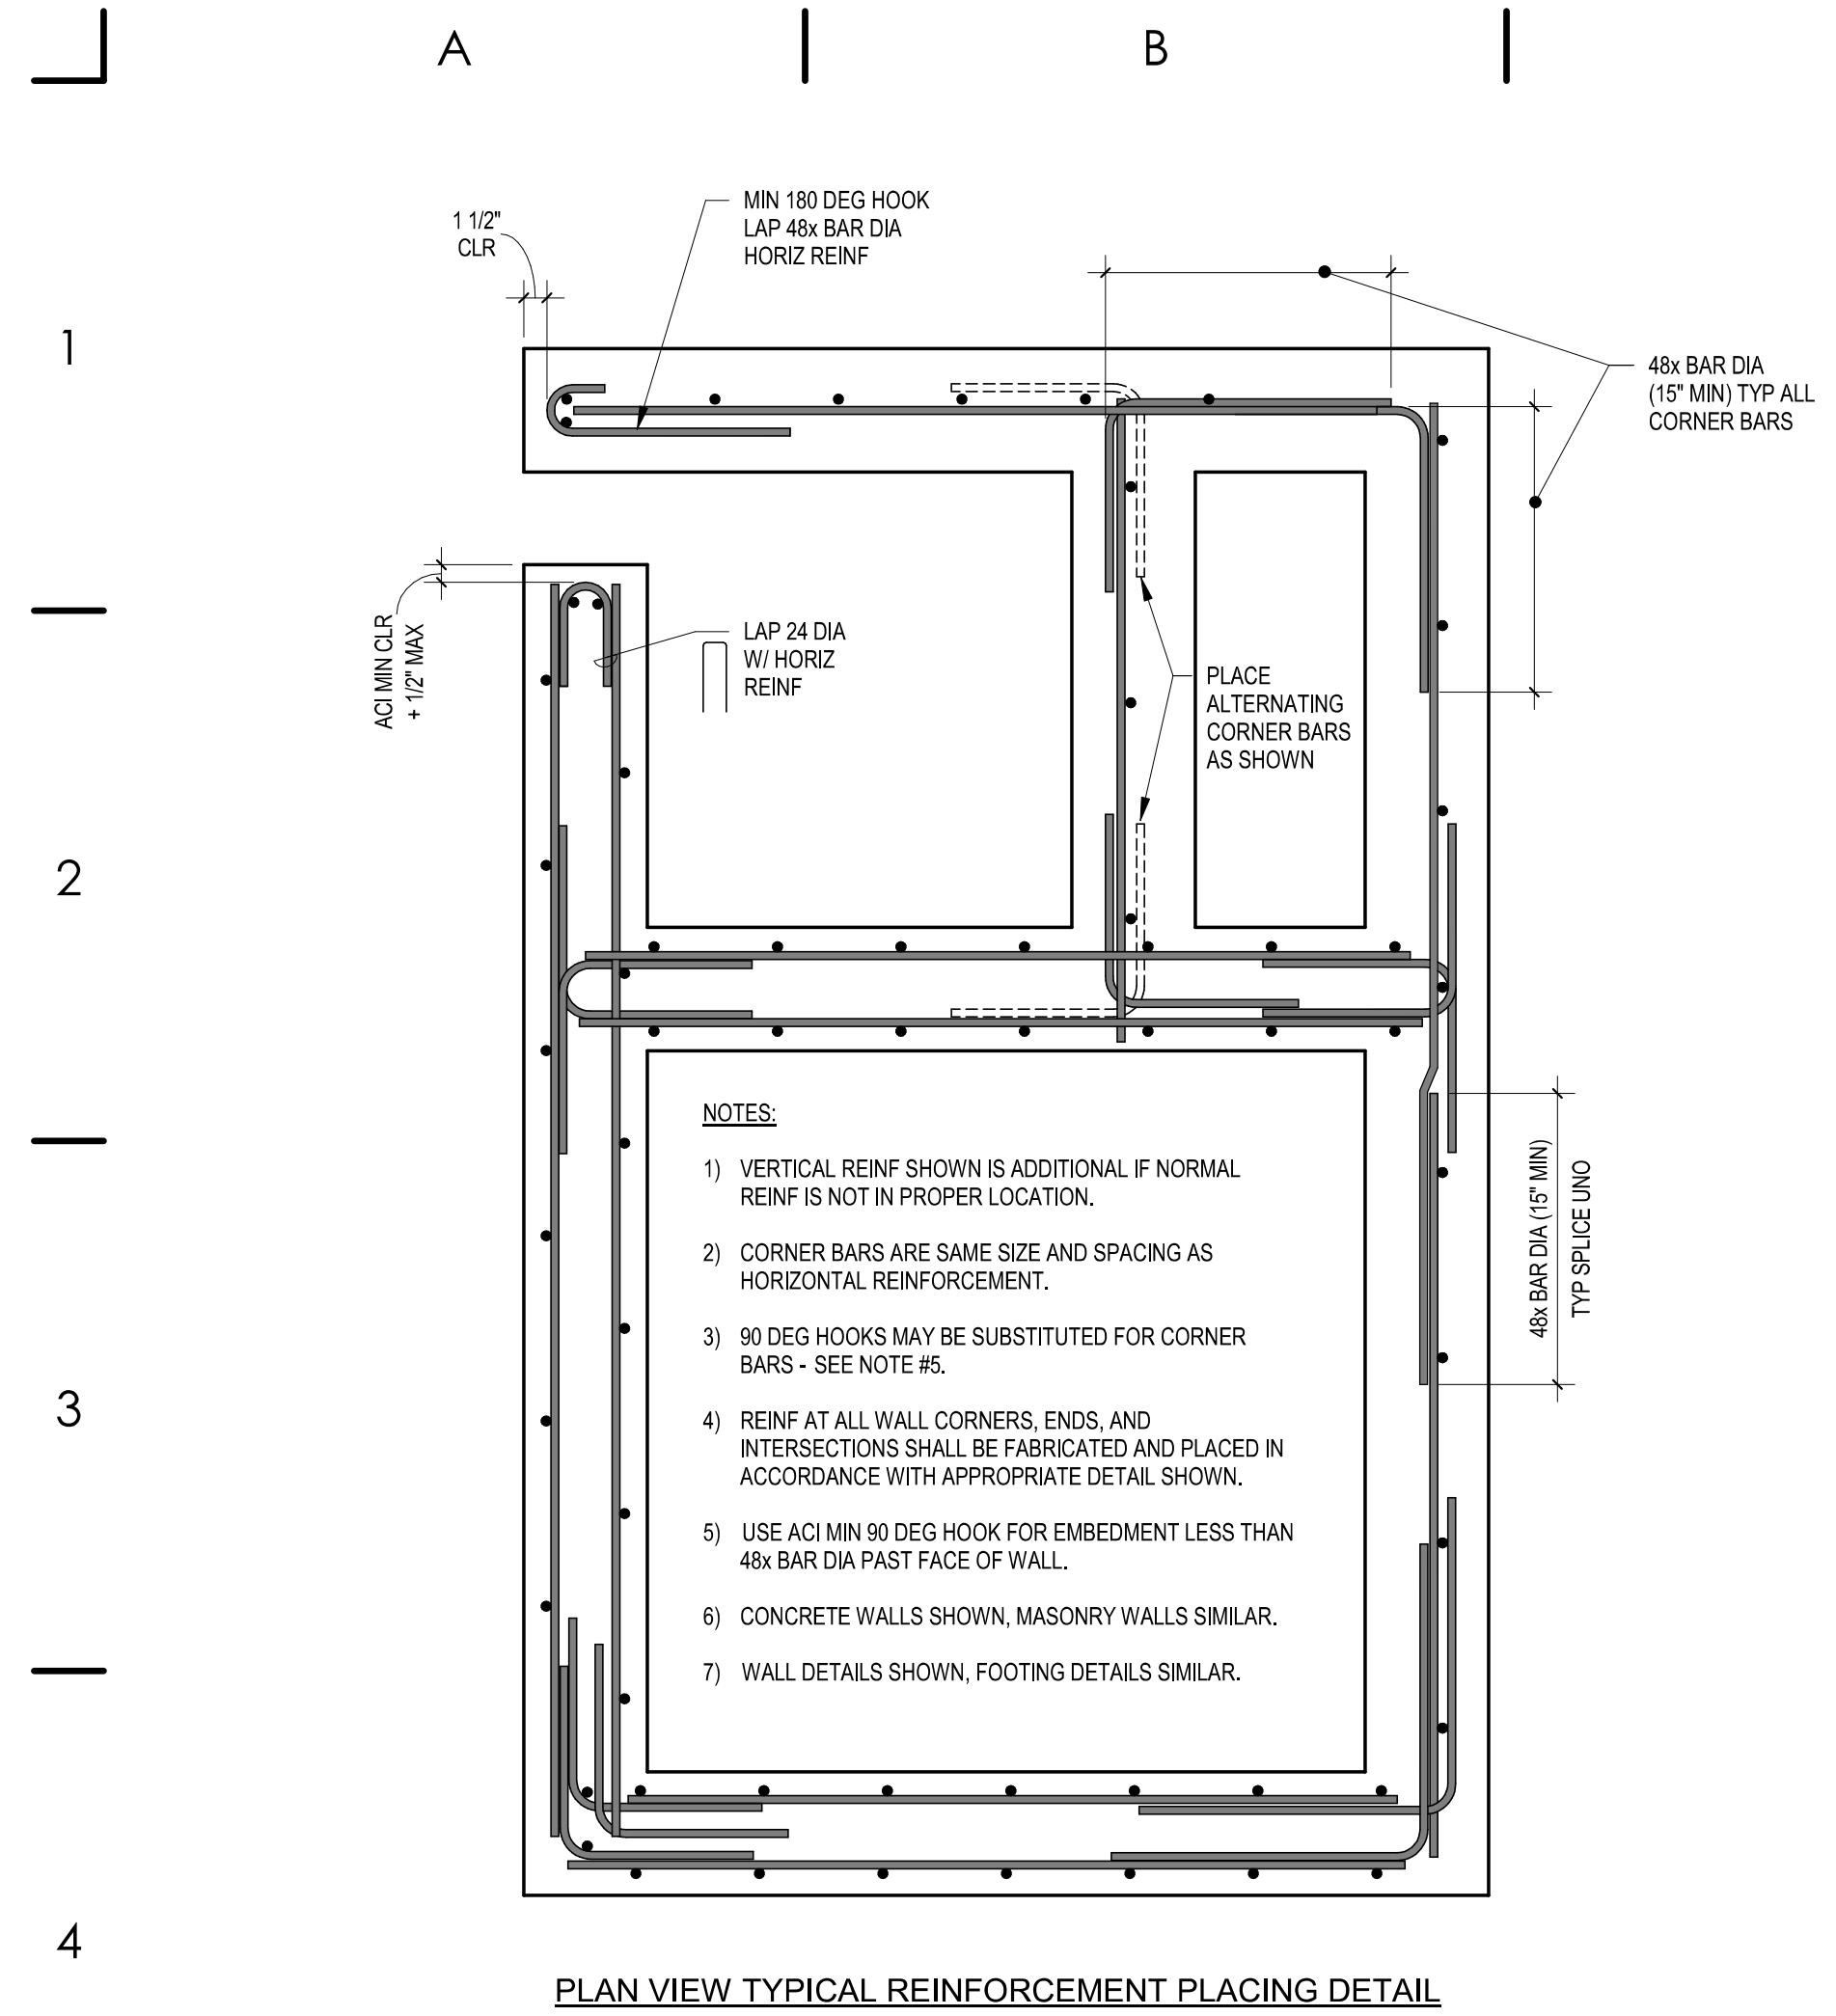 A
B
1
2
3
4
1 1/2"
CLR
MIN 180 DEG HOOK
LAP 48x BAR DIA
HORIZ REINF
48x BAR DIA
(15" MIN) TYP ALL
CORNER BARS
ACI MIN CLR
+ 1/2" MAX
LAP 24 DIA
W/ HORIZ
REINF
PLACE
ALTERNATING
CORNER BARS
AS SHOWN
48x BAR DIA (15" MIN)
TYP SPLICE UNO
NOTES:
1) VERTICAL REINF SHOWN IS ADDITIONAL IF NORMAL
REINF IS NOT IN PROPER LOCATION.
2) CORNER BARS ARE SAME SIZE AND SPACING AS
HORIZONTAL REINFORCEMENT.
3) 90 DEG HOOKS MAY BE SUBSTITUTED FOR CORNER
BARS - SEE NOTE #5.
4) REINF AT ALL WALL CORNERS, ENDS, AND
INTERSECTIONS SHALL BE FABRICATED AND PLACED IN
ACCORDANCE WITH APPROPRIATE DETAIL SHOWN.
5) USE ACI MIN 90 DEG HOOK FOR EMBEDMENT LESS THAN
48x BAR DIA PAST FACE OF WALL.
6) CONCRETE WALLS SHOWN, MASONRY WALLS SIMILAR.
7) WALL DETAILS SHOWN, FOOTING DETAILS SIMILAR.
PLAN VIEW TYPICAL REINFORCEMENT PLACING DETAIL